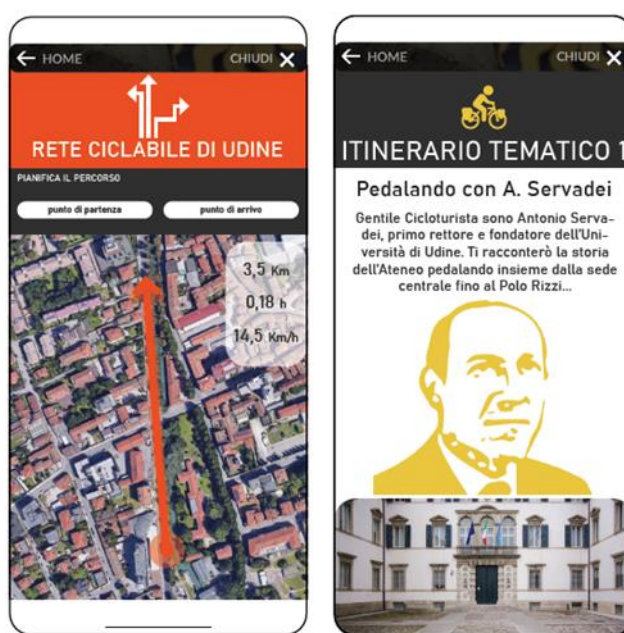 ← HOME CHIUDI ×
RETE CICLABILE DI UDINE
PIANIFICA IL PERCORSO
punto di partenza punto di arrivo
3,5 Km
0,18 h
14,5 Km/h
← HOME CHIUDI ×
ITINERARIO TEMATICO 1
Pedalando con A. Servadei
Gentile Cicloturista sono Antonio Serva-
dei, primo rettore e fondatore dell'Uni-
versità di Udine. Ti racconterò la storia
dell'Ateneo pedalando insieme dalla sede
centrale fino al Polo Rizzi...